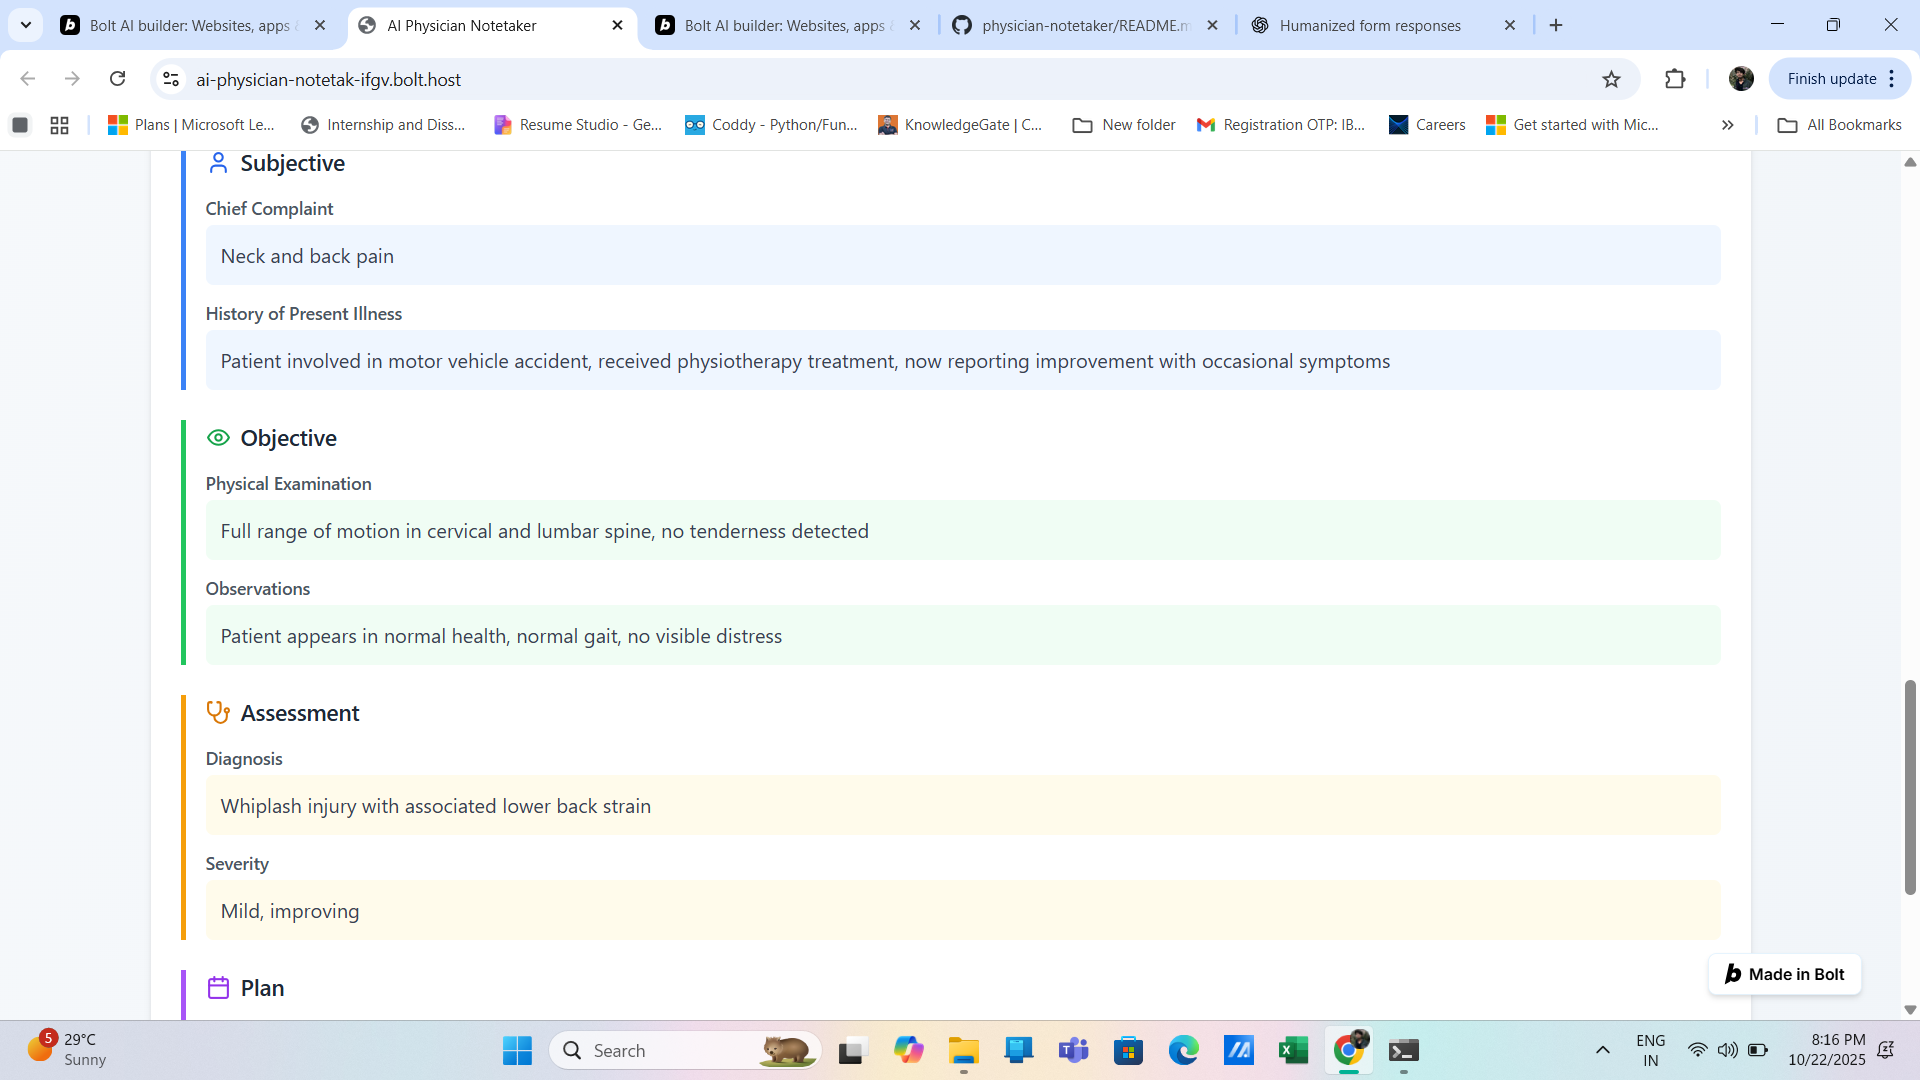 Bolt AI builder: Websites, apps &
AI Physician Notetaker
Bolt AI builder: Websites, apps &
physician-notetaker/README.m
Humanized form responses
ai-physician-notetak-ifgv.bolt.host
Finish update
Plans | Microsoft Le...
Internship and Diss...
Resume Studio - Ge...
Coddy - Python/Fun...
KnowledgeGate | C...
New folder
Registration OTP: IB...
Careers
Get started with Mic...
All Bookmarks
Subjective
Chief Complaint
Neck and back pain
History of Present Illness
Patient involved in motor vehicle accident, received physiotherapy treatment, now reporting improvement with occasional symptoms
Objective
Physical Examination
Full range of motion in cervical and lumbar spine, no tenderness detected
Observations
Patient appears in normal health, normal gait, no visible distress
Assessment
Diagnosis
Whiplash injury with associated lower back strain
Severity
Mild, improving
Plan
b Made in Bolt
5
29°C
Sunny
Search
ENG
IN
8:16 PM
10/22/2025